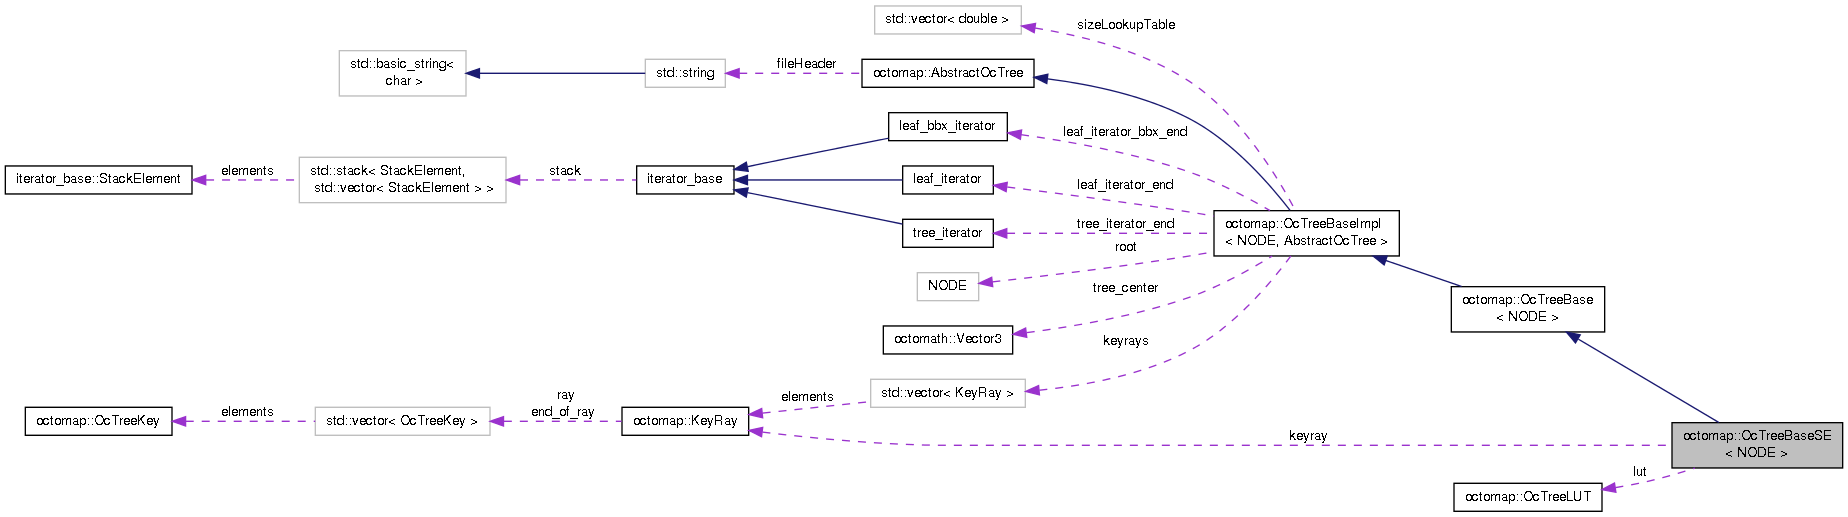 std::vector< double >
sizeLookupTable
std::basic_string<
char >
std::string
fileHeader
octomap::AbstractOcTree
leaf_bbx_iterator
leaf_iterator_bbx_end
iterator_base::StackElement
elements
std::stack< StackElement,
std::vector< StackElement > >
stack
iterator_base
leaf_iterator
leaf_iterator_end
tree_iterator
tree_iterator_end
octomap::OcTreeBaseImpl
< NODE, AbstractOcTree >
root
NODE
tree_center
octomap::OcTreeBase
< NODE >
octomath::Vector3
keyrays
std::vector< KeyRay >
elements
octomap::OcTreeKey
elements
std::vector< OcTreeKey >
ray
end_of_ray
octomap::KeyRay
keyray
octomap::OcTreeBaseSE
< NODE >
lut
octomap::OcTreeLUT